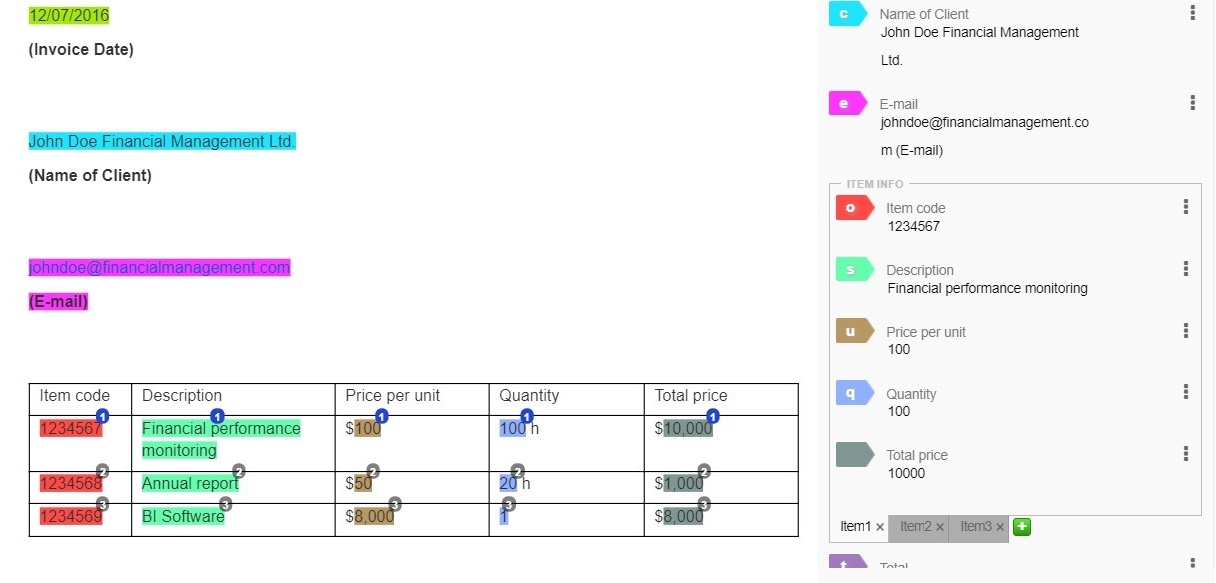 12/07/2016
(Invoice Date)
John Doe Financial Management Ltd.
(Name of Client)
johndoe@financialmanagement.com
(E-mail)
Item code Description Price per unit Quantity Total price
1 1 1 1 1
1234567 Financial performance $100 100 h $10,000
monitoring
2 2 2 2 2
1234568 Annual report $50 20 h $1,000
3 3 3 3 3
1234569 BI Software $8,000 1 $8,000
c Name of Client
John Doe Financial Management
Ltd.
e E-mail
johndoe@financialmanagement.co
m (E-mail)
ITEM INFO
o Item code
1234567
s Description
Financial performance monitoring
u Price per unit
100
q Quantity
100
Total price
10000
Item1 × Item2 × Item3 × +
t Total